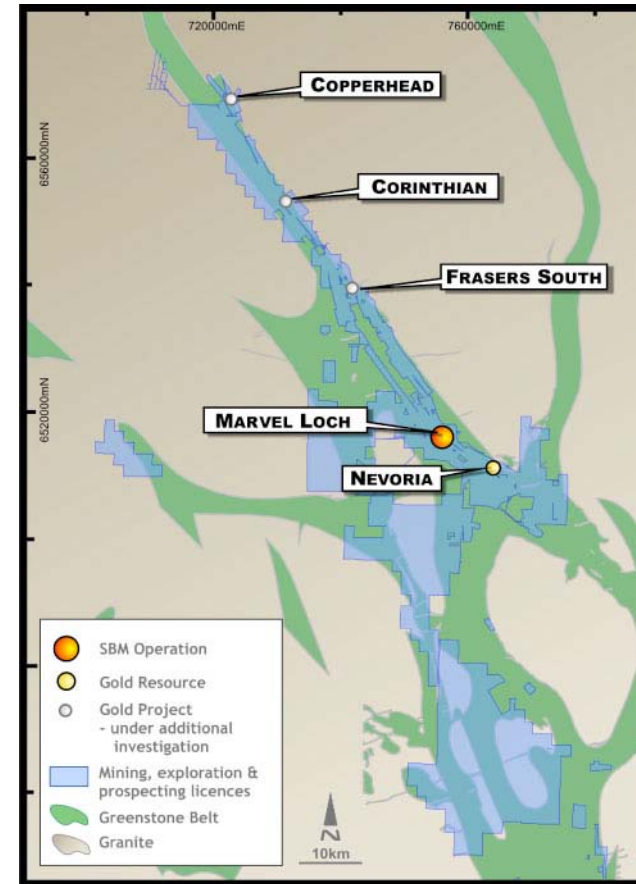 720000mE
760000mE
COPPERHEAD
6560000mN
CORINTHIAN
FRASERS SOUTH
6520000mN
MARVEL LOCH
NEVORIA
SBM Operation
Gold Resource
Gold Project
- under additional
investigation
Mining, exploration &
prospecting licences
Greenstone Belt
Granite
N
10km